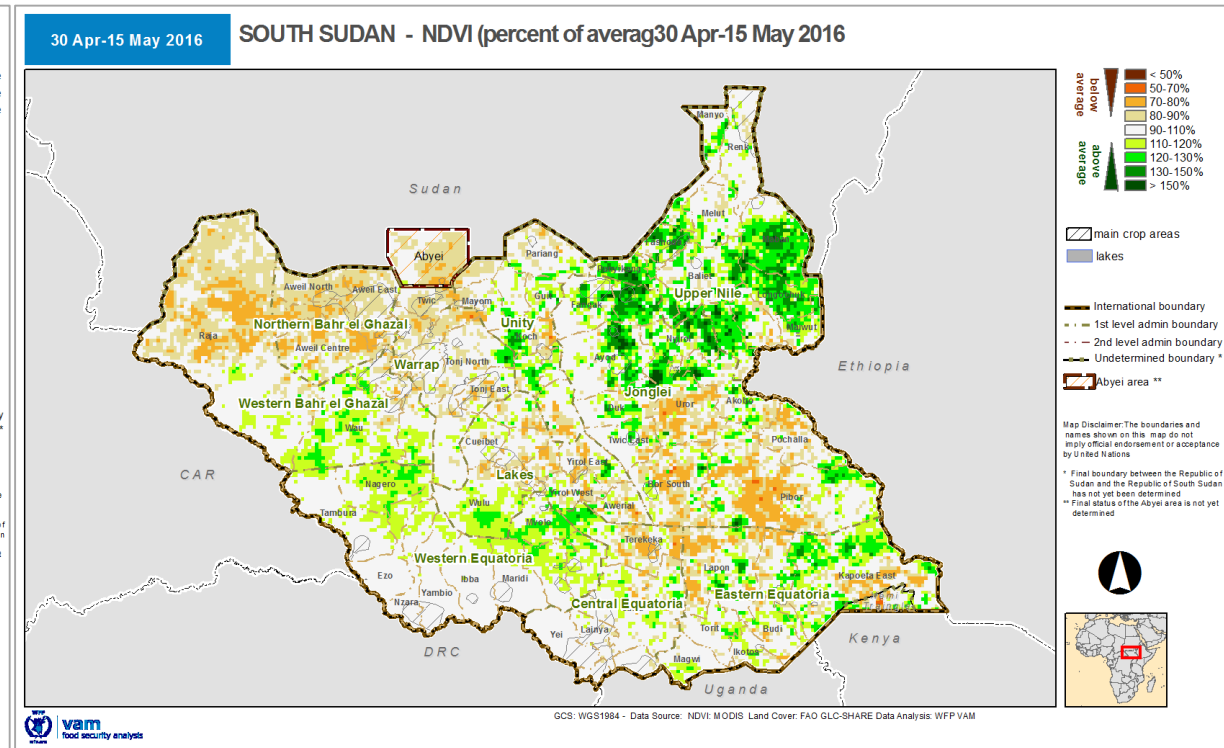 30 Apr-15 May 2016
SOUTH SUDAN - NDVI (percent of averag30 Apr-15 May 2016
below average
above average
< 50%
50-70%
70-80%
80-90%
90-110%
110-120%
120-130%
130-150%
> 150%
main crop areas
lakes
International boundary
1st level admin boundary
2nd level admin boundary
Undetermined boundary *
Abyei area **
Map Disclaimer:The boundaries and
names shown on this map do not
imply official endorsement or acceptance
by United Nations
* Final boundary between the Republic of
Sudan and the Republic of South Sudan
has not yet been determined
** Final status of the Abyei area is not yet
determined
Manyo
Renk
Sudan
Melut
Abyei
Pariang
Baliet
Aweil North
Aweil East
Twic
Mayom
Upper Nile
Northern Bahr el Ghazal
Unity
Maiwut
Raja
Aweil Centre
Tonj North
Ayod
Warrap
Ethiopia
Tonj East
Jonglei
Western Bahr el Ghazal
Uror
Akobo
Duk
Wau
Cueibet
Twic East
Pochalla
CAR
Yirol East
Lakes
Nagero
Bor South
Yirol West
Pibor
Wulu
Awerial
Tambura
Mvolo
Terekeka
Western Equatoria
Lapon
Ezo
Ibba
Maridi
Kapoeta East
Yambio
Nzara
Central Equatoria
Eastern Equatoria
Yei
Lainya
Torit
Budi
Kenya
DRC
Magwi
Ikotos
Uganda
GCS: WGS1984 - Data Source: NDVI: MODIS Land Cover: FAO GLC-SHARE Data Analysis: WFP VAM
WFP
vam
food security analysis
wfp.org